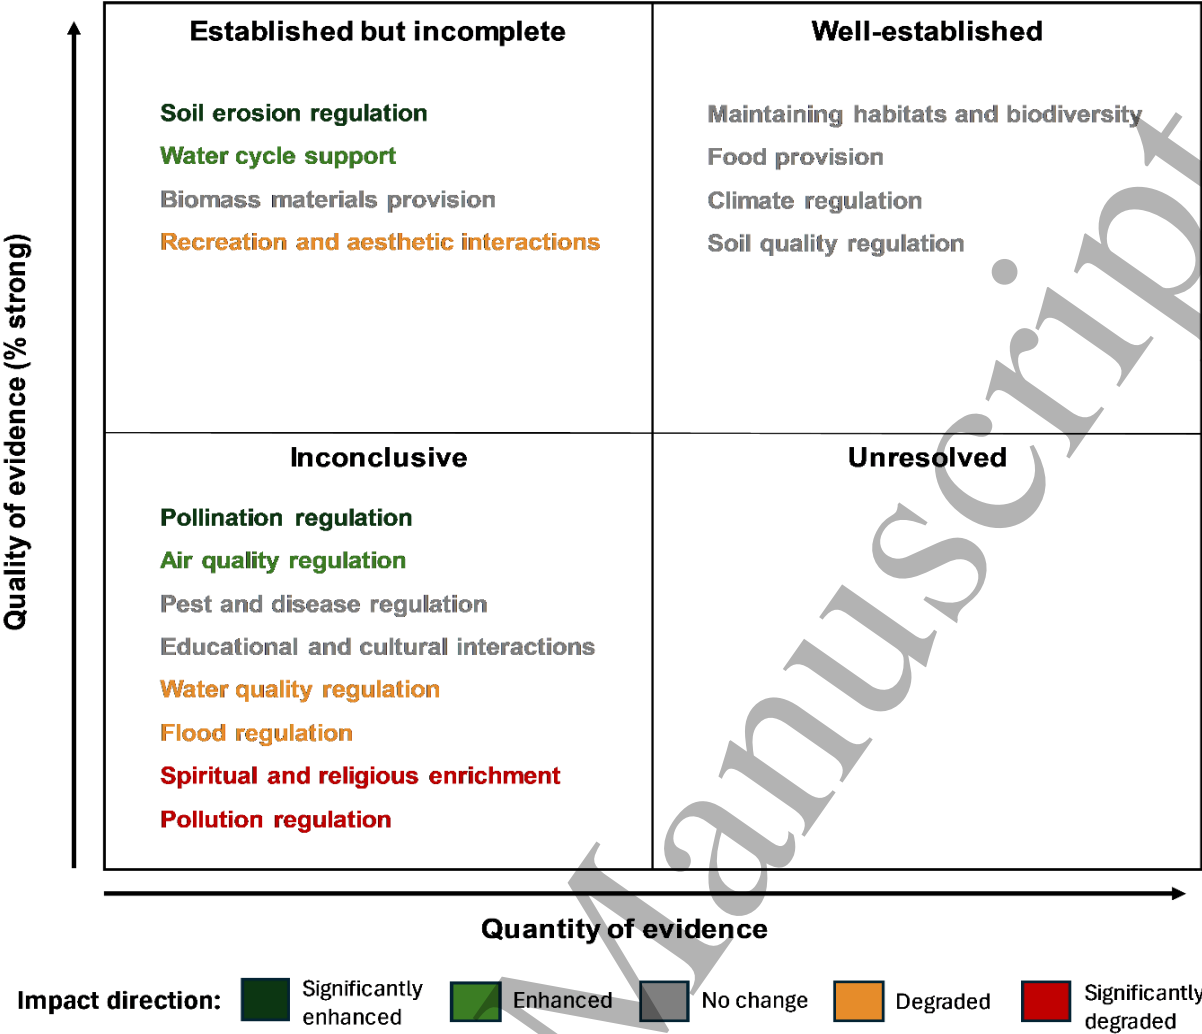 Established but incomplete
Well-established
Soil erosion regulation
Water cycle support
Biomass materials provision
Recreation and aesthetic interactions
Maintaining habitats and biodiversity
Food provision
Climate regulation
Soil quality regulation
Quality of evidence (% strong)
Inconclusive
Unresolved
Pollination regulation
Air quality regulation
Pest and disease regulation
Educational and cultural interactions
Water quality regulation
Flood regulation
Spiritual and religious enrichment
Pollution regulation
Quantity of evidence
Impact direction:
Significantly
enhanced
Enhanced
No change
Degraded
Significantly
degraded
Manuscript